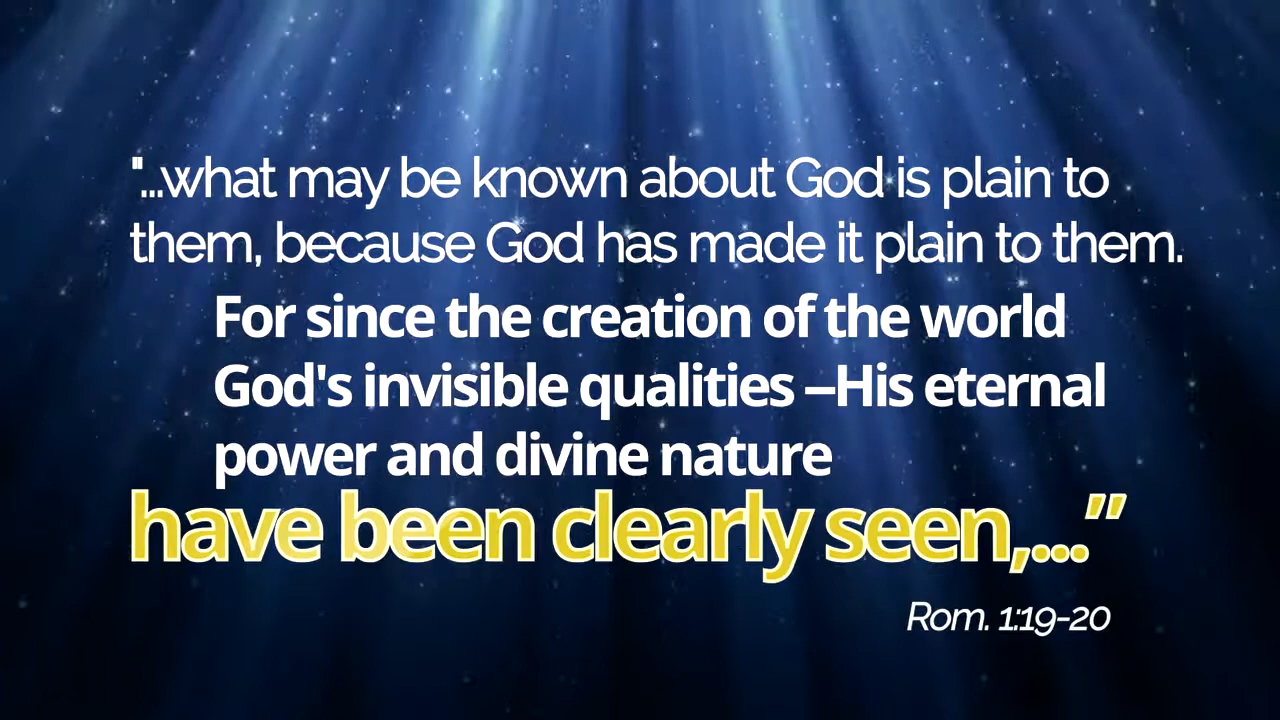 "...what may be known about God is plain to
them, because God has made it plain to them.
For since the creation of the world
God's invisible qualities –His eternal
power and divine nature
have been clearly seen,...”
Rom. 1:19-20